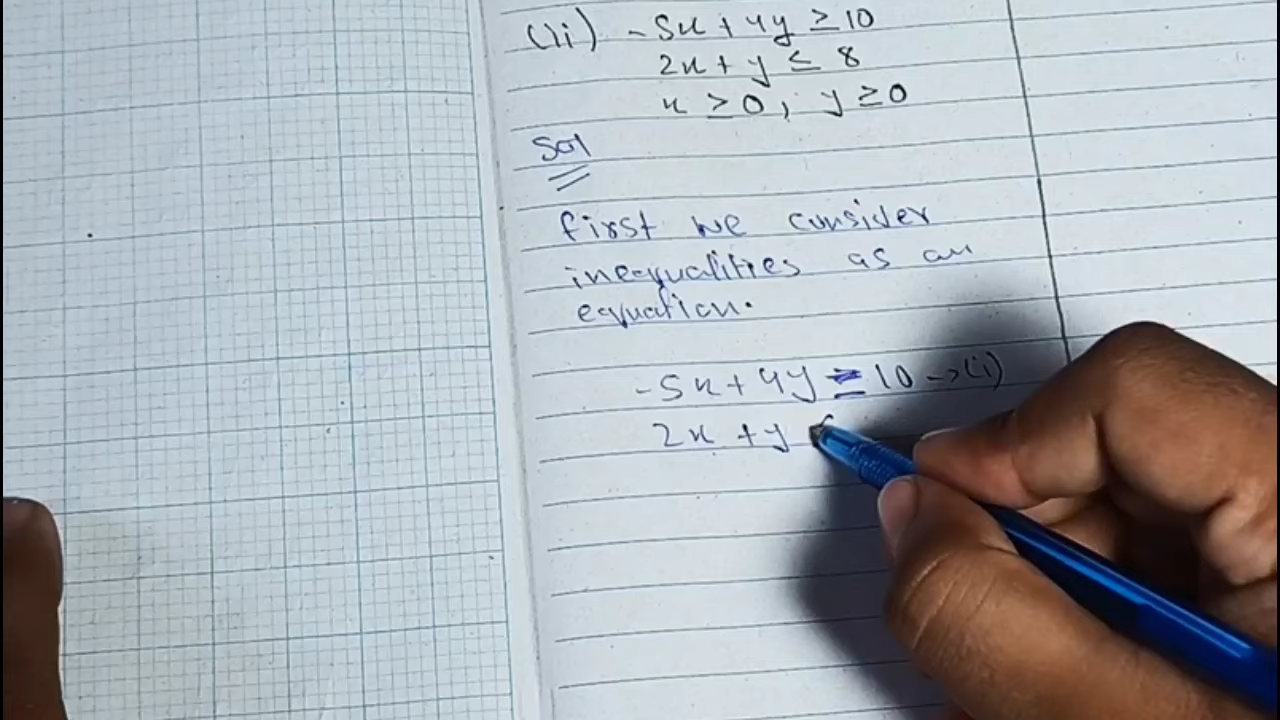 (ii) -5x + 4y ≥ 10
2x + y ≤ 8
x ≥ 0, y ≥ 0
Sol
first we consider
inequalities as an
equation.
-5x + 4y = 10 → (i)
2x + y